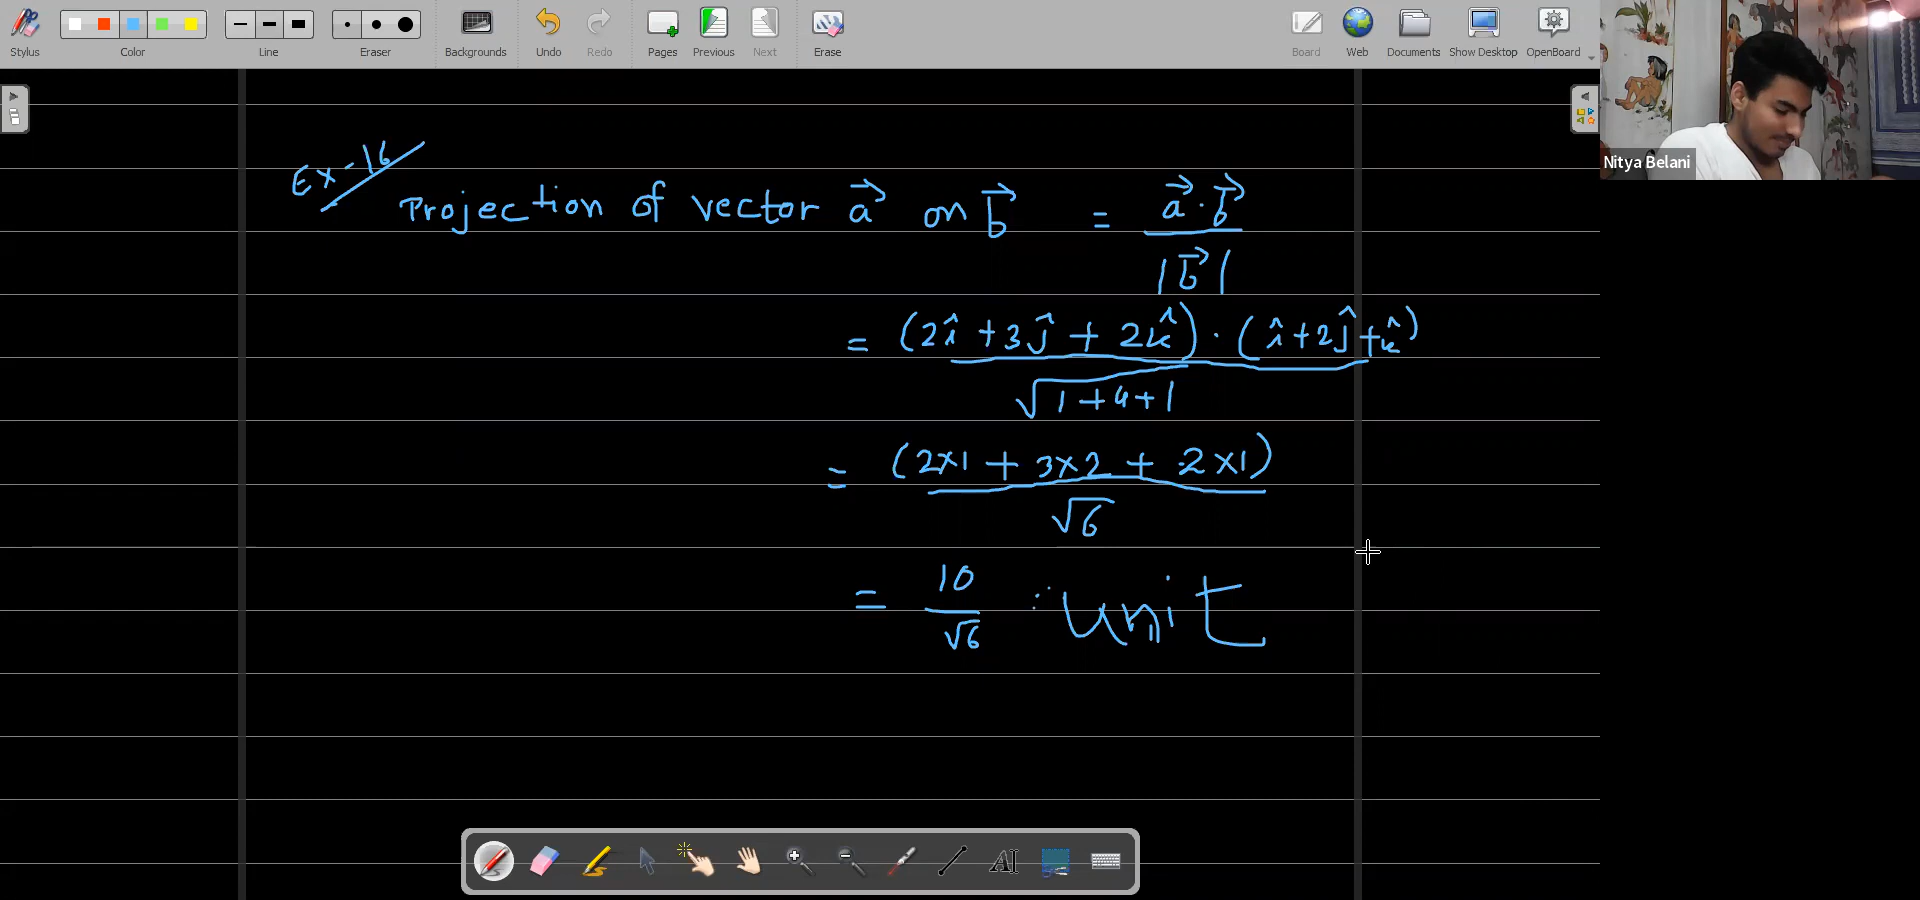 Stylus Color Line Eraser Backgrounds Undo Redo Pages Previous Next Erase Board Web Documents Show Desktop OpenBoard
Nitya Belani
Ex-16
Projection of vector a⃗ on b⃗ = a⃗ · b⃗ / |b⃗|
= (2î + 3ĵ + 2k̂) · (î + 2ĵ + k̂) / √(1+4+1)
= (2×1 + 3×2 + 2×1) / √6
= 10/√6 unit
AI